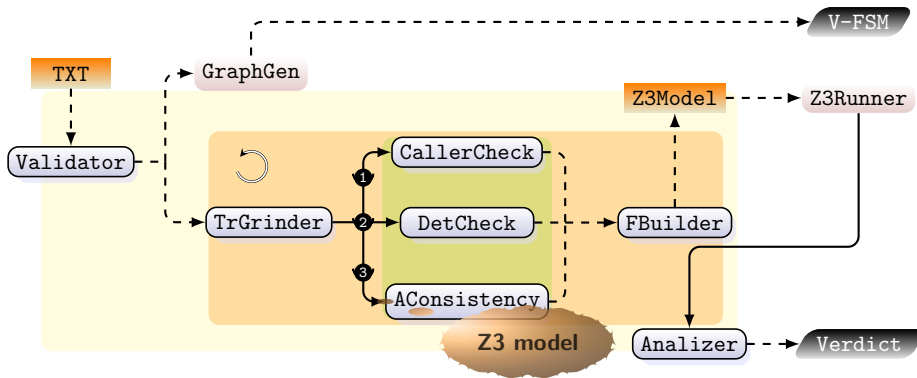 V-FSM
TXT
GraphGen
Z3Model
Z3Runner
Validator
CallerCheck
1
TrGrinder
2
DetCheck
FBuilder
3
AConsistency
Z3 model
Analizer
Verdict